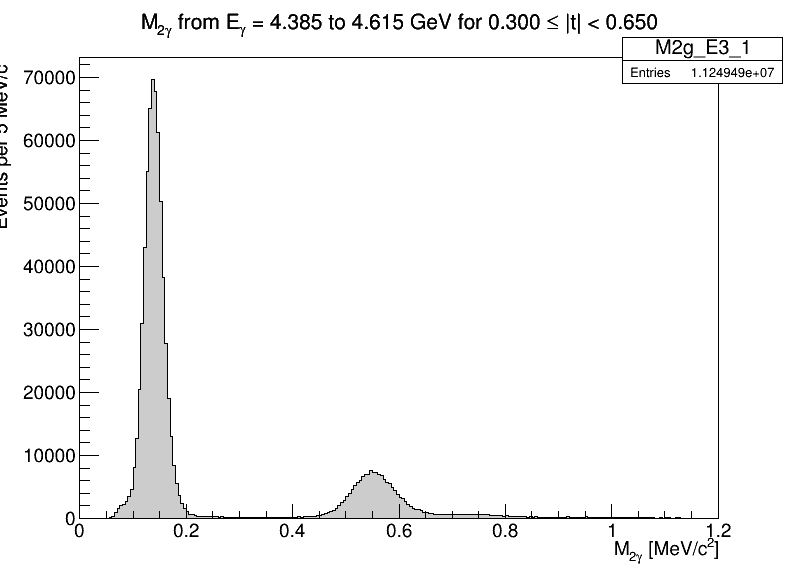 M2γ from Eγ = 4.385 to 4.615 GeV for 0.300 ≤ |t| < 0.650
M2g_E3_1
Entries 1.124949e+07
Events per 5 MeV/c
70000
60000
50000
40000
30000
20000
10000
0
0 0.2 0.4 0.6 0.8 1 1.2
M2γ [MeV/c2]